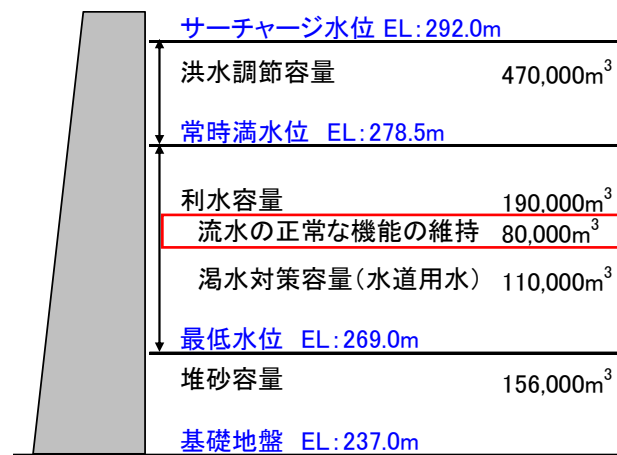 サーチャージ水位 EL:292.0m
洪水調節容量 470,000m³
常時満水位 EL:278.5m
利水容量 190,000m³
流水の正常な機能の維持 80,000m³
渇水対策容量(水道用水) 110,000m³
最低水位 EL:269.0m
堆砂容量 156,000m³
基礎地盤 EL:237.0m